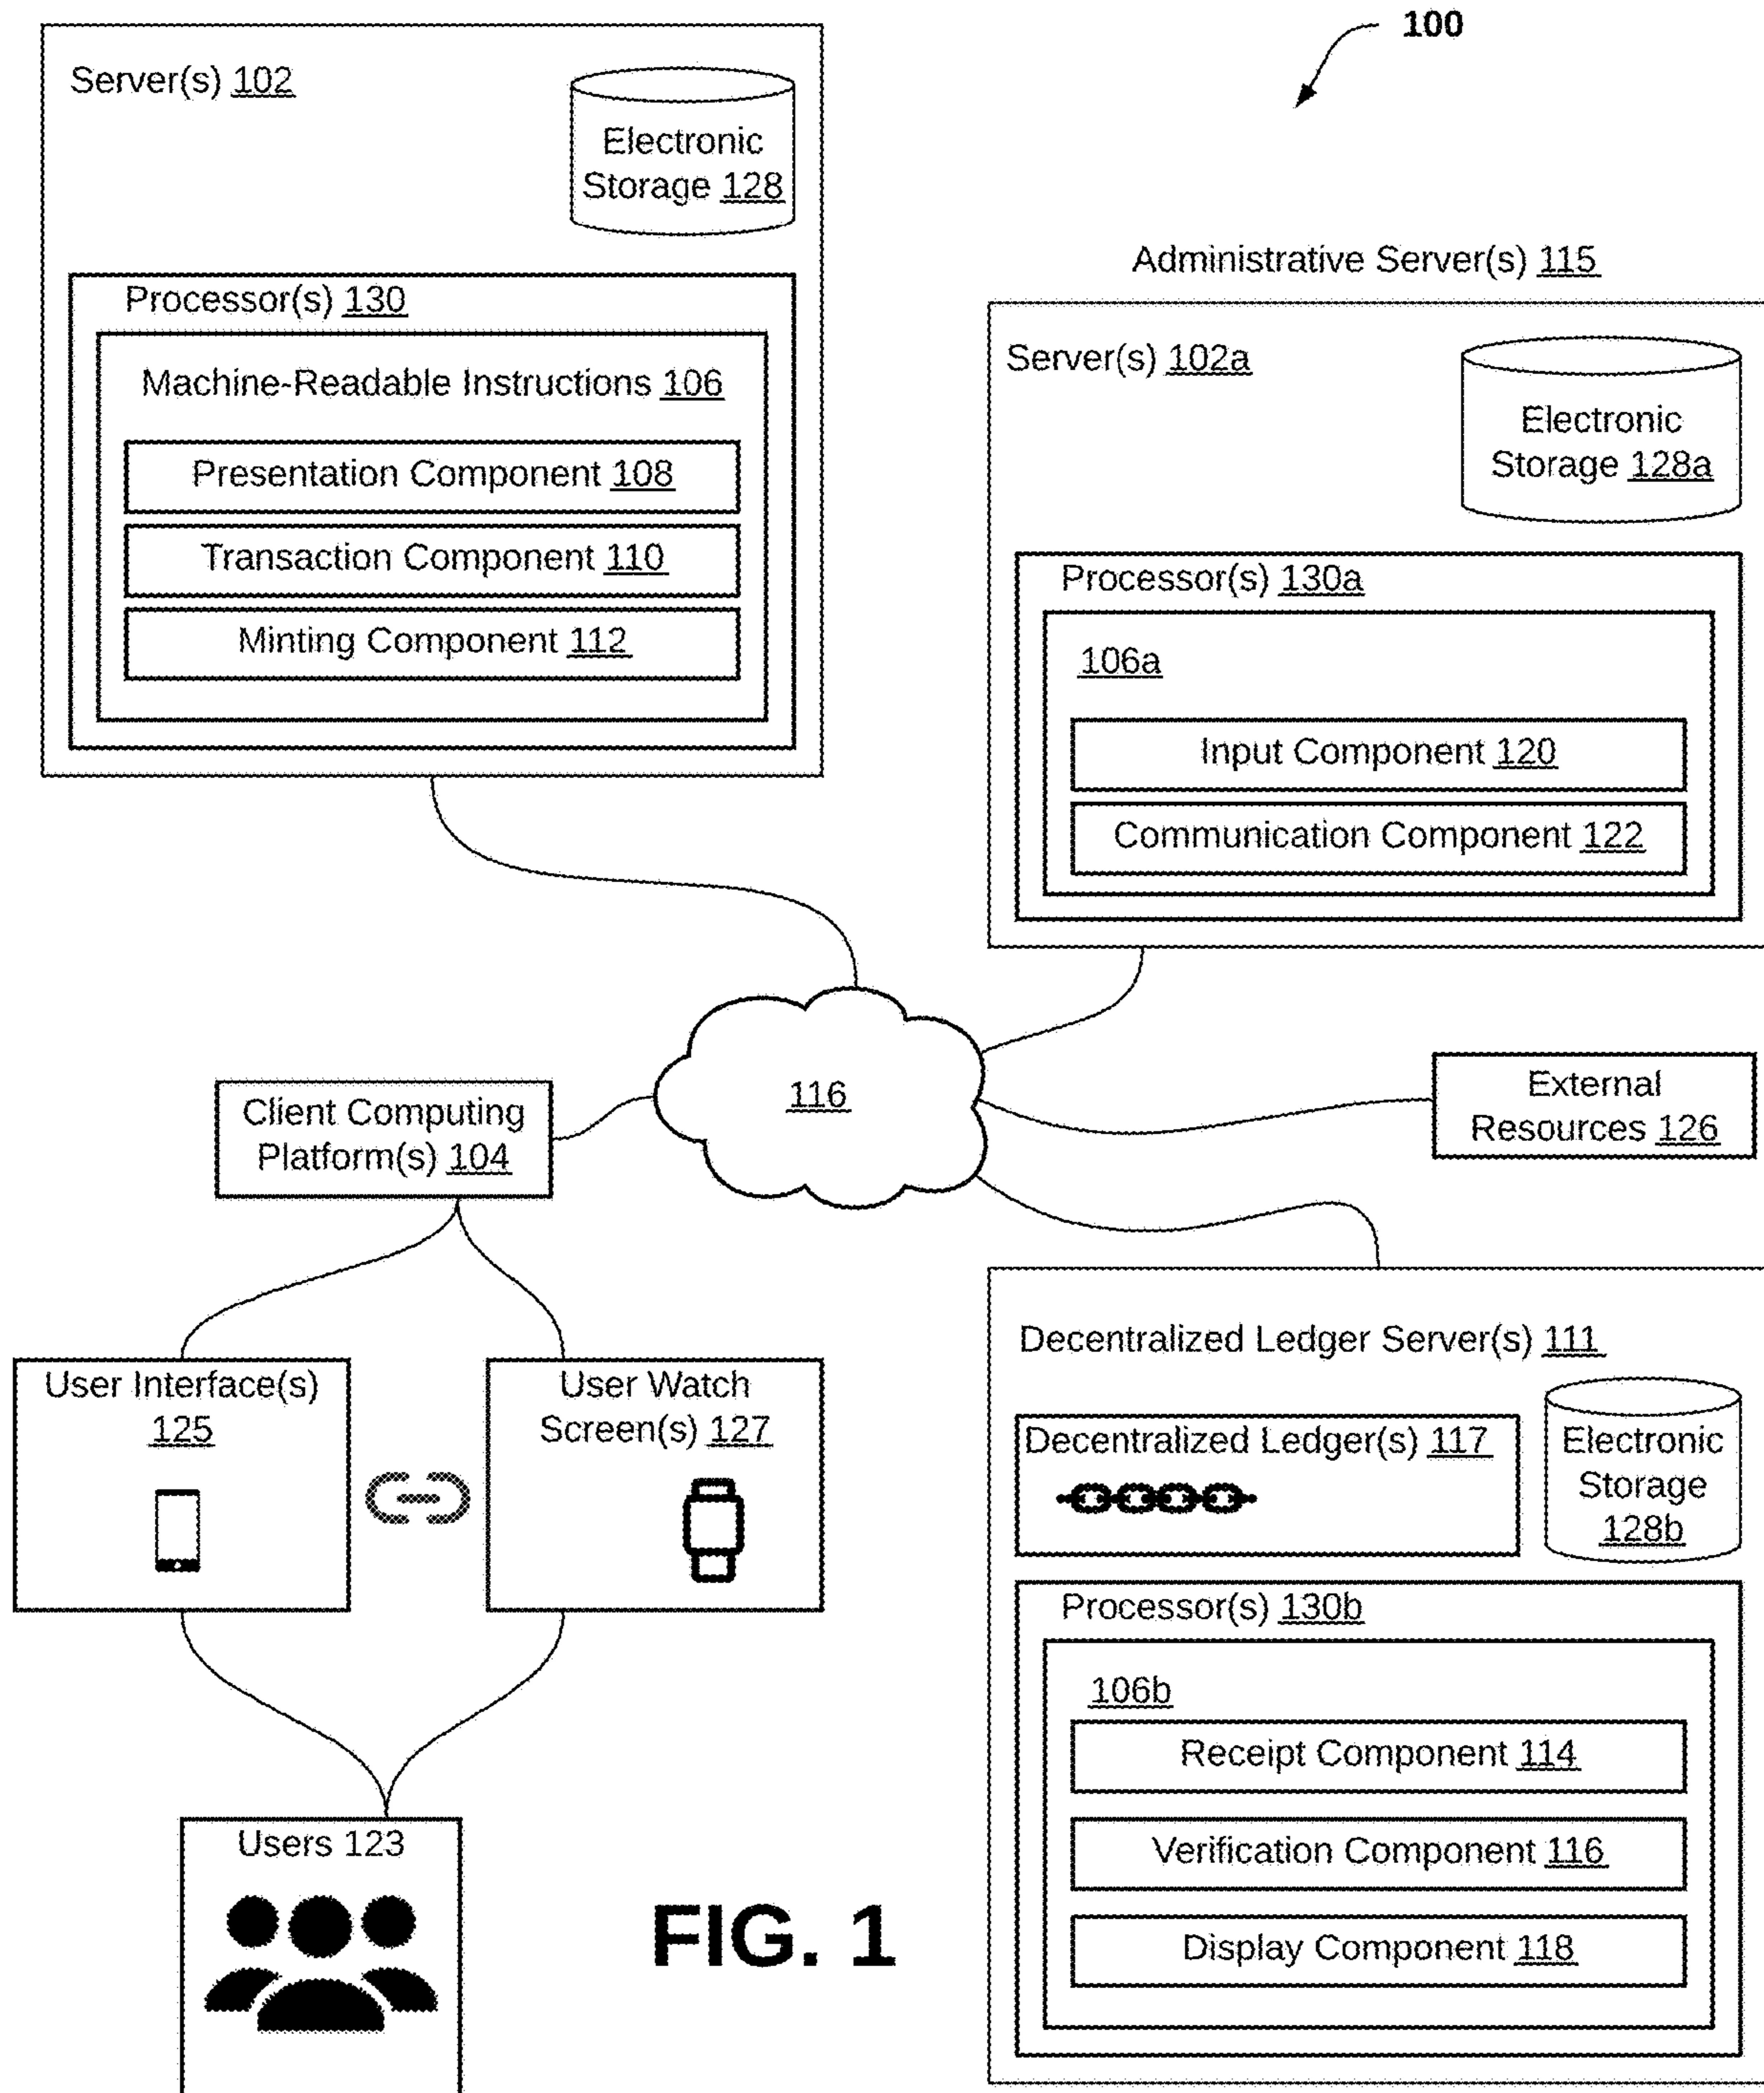 100
Server(s) 102
Electronic
Storage 128
Processor(s) 130
Machine-Readable Instructions 106
Presentation Component 108
Transaction Component 110
Minting Component 112
Administrative Server(s) 115
Server(s) 102a
Electronic
Storage 128a
Processor(s) 130a
106a
Input Component 120
Communication Component 122
116
Client Computing
Platform(s) 104
External
Resources 126
User Interface(s)
125
User Watch
Screen(s) 127
Decentralized Ledger Server(s) 111
Decentralized Ledger(s) 117
Electronic
Storage
128b
Processor(s) 130b
106b
Receipt Component 114
Verification Component 116
Display Component 118
Users 123
FIG. 1